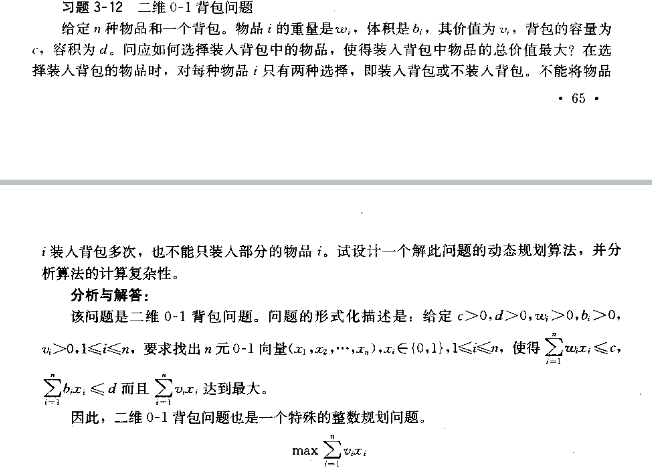 习题 3-12 二维 0-1 背包问题
给定 n 种物品和一个背包。物品 i 的重量是 wᵢ，体积是 bᵢ，其价值为 vᵢ，背包的容量为
c，容积为 d。问应如何选择装入背包中的物品，使得装入背包中物品的总价值最大？在选
择装入背包的物品时，对每种物品 i 只有两种选择，即装入背包或不装入背包。不能将物品
· 65 ·
i 装入背包多次，也不能只装入部分的物品 i。试设计一个解此问题的动态规划算法，并分
析算法的计算复杂性。
分析与解答：
该问题是二维 0-1 背包问题。问题的形式化描述是：给定 c>0,d>0,wᵢ>0,bᵢ>0,
vᵢ>0,1≤i≤n，要求找出 n 元 0-1 向量(x₁,x₂,…,xₙ),xᵢ∈{0,1},1≤i≤n，使得 ∑ᵢ₌₁ⁿ wᵢxᵢ ≤c,
∑ᵢ₌₁ⁿ bᵢxᵢ ≤ d 而且 ∑ᵢ₌₁ⁿ vᵢxᵢ 达到最大。
因此，二维 0-1 背包问题也是一个特殊的整数规划问题。
max ∑ᵢ₌₁ⁿ vᵢxᵢ